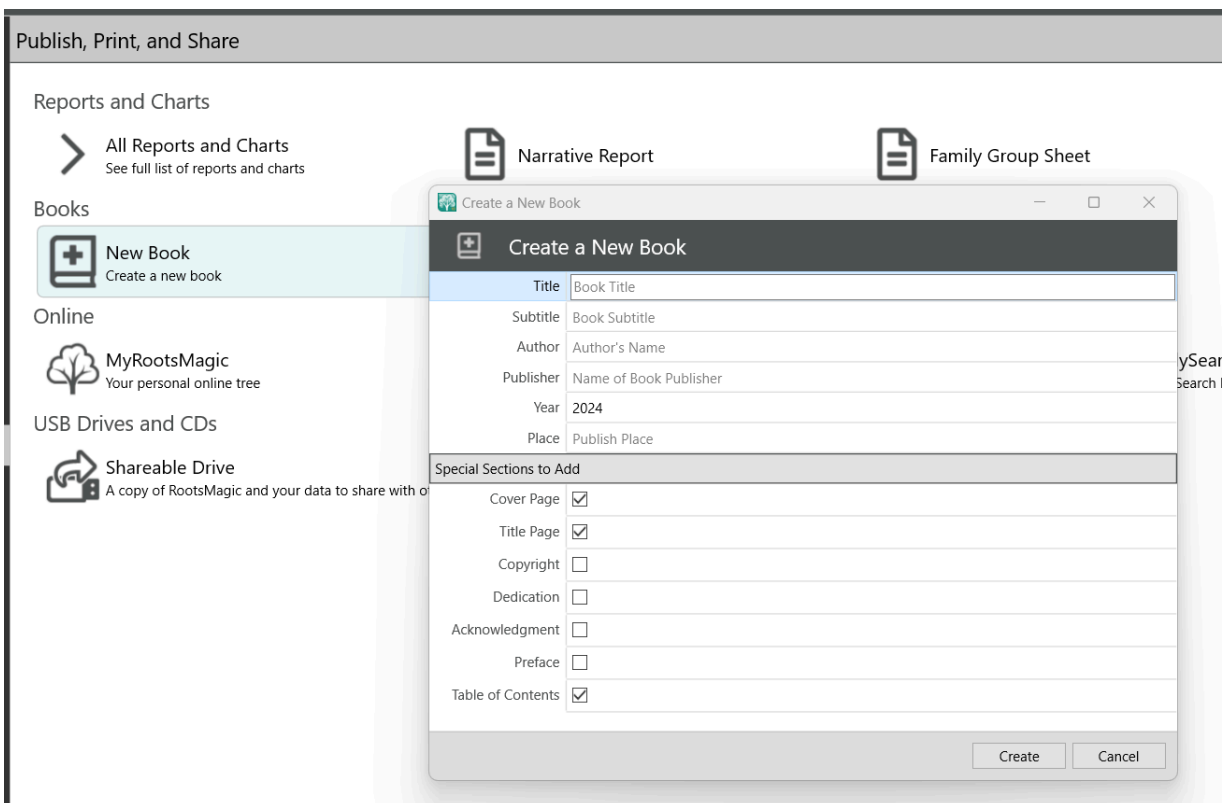 Publish, Print, and Share
Reports and Charts
All Reports and Charts
See full list of reports and charts
Narrative Report
Family Group Sheet
Books
New Book
Create a new book
Online
MyRootsMagic
Your personal online tree
USB Drives and CDs
Shareable Drive
A copy of RootsMagic and your data to share with
Search
Create a New Book
Create a New Book
Title Book Title
Subtitle Book Subtitle
Author Author's Name
Publisher Name of Book Publisher
Year 2024
Place Publish Place
Special Sections to Add
Cover Page
Title Page
Copyright
Dedication
Acknowledgment
Preface
Table of Contents
Create Cancel